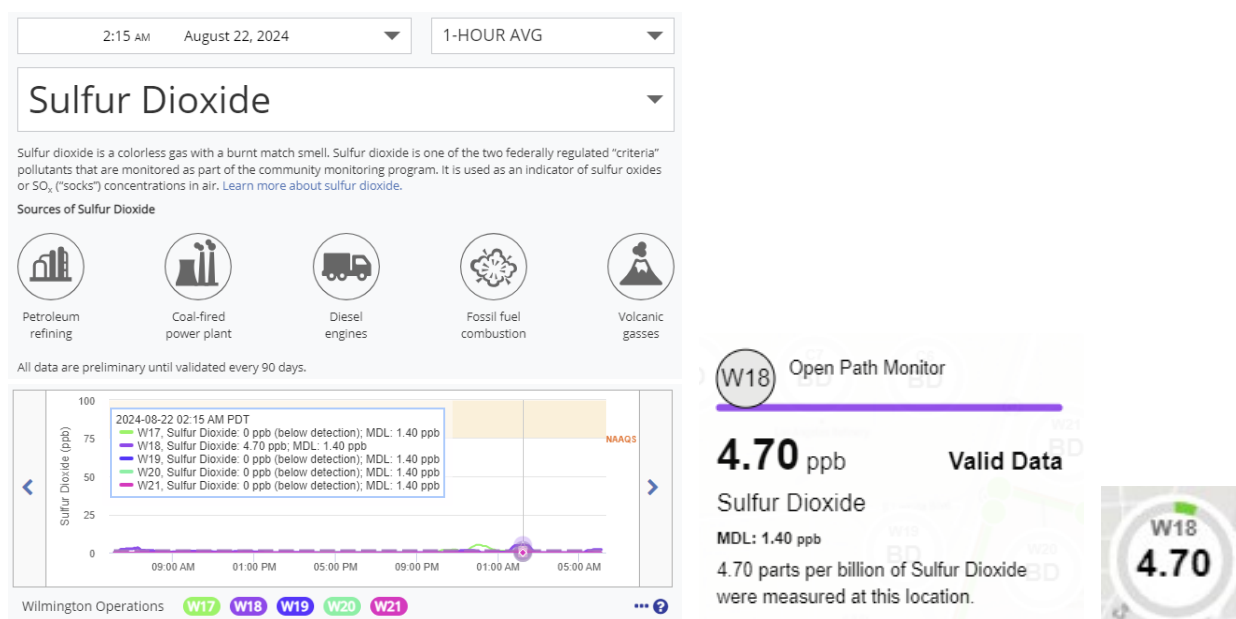 2:15 AM August 22, 2024
1-HOUR AVG
Sulfur Dioxide
Sulfur dioxide is a colorless gas with a burnt match smell. Sulfur dioxide is one of the two federally regulated “criteria”
pollutants that are monitored as part of the community monitoring program. It is used as an indicator of sulfur oxides
or SOx (“socks”) concentrations in air. Learn more about sulfur dioxide.
Sources of Sulfur Dioxide
Petroleum
refining
Coal-fired
power plant
Diesel
engines
Fossil fuel
combustion
Volcanic
gasses
All data are preliminary until validated every 90 days.
Sulfur Dioxide (ppb)
100
75
50
25
0
2024-08-22 02:15 AM PDT
W17, Sulfur Dioxide: 0 ppb (below detection); MDL: 1.40 ppb
W18, Sulfur Dioxide: 4.70 ppb; MDL: 1.40 ppb
W19, Sulfur Dioxide: 0 ppb (below detection); MDL: 1.40 ppb
W20, Sulfur Dioxide: 0 ppb (below detection); MDL: 1.40 ppb
W21, Sulfur Dioxide: 0 ppb (below detection); MDL: 1.40 ppb
NAAQS
09:00 AM 01:00 PM 05:00 PM 09:00 PM 01:00 AM 05:00 AM
Wilmington Operations W17 W18 W19 W20 W21
W18 Open Path Monitor
BD
BD
W21
BD
4.70 ppb Valid Data
Sulfur Dioxide
MDL: 1.40 ppb
W19
BD
W20
BD
4.70 parts per billion of Sulfur Dioxide
were measured at this location.
W18
4.70